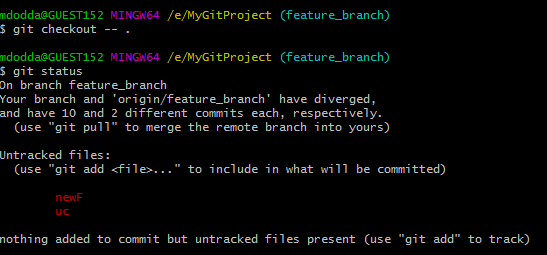 mdodda@GUEST152 MINGW64 /e/MyGitProject (feature_branch)
$ git checkout -- .
mdodda@GUEST152 MINGW64 /e/MyGitProject (feature_branch)
$ git status
On branch feature_branch
Your branch and 'origin/feature_branch' have diverged,
and have 10 and 2 different commits each, respectively.
(use "git pull" to merge the remote branch into yours)
Untracked files:
(use "git add <file>..." to include in what will be committed)
newF
uc
nothing added to commit but untracked files present (use "git add" to track)